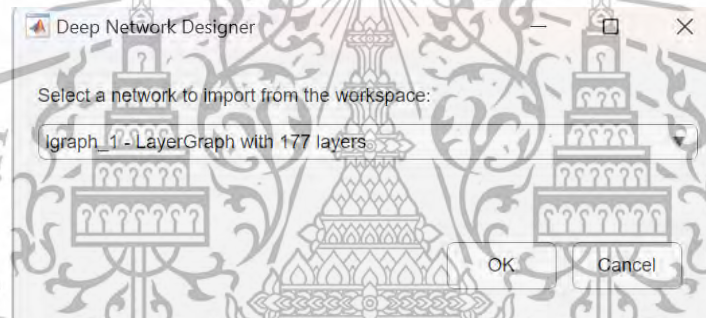 Deep Network Designer
Select a network to import from the workspace:
lgraph_1 - LayerGraph with 177 layers
OK
Cancel